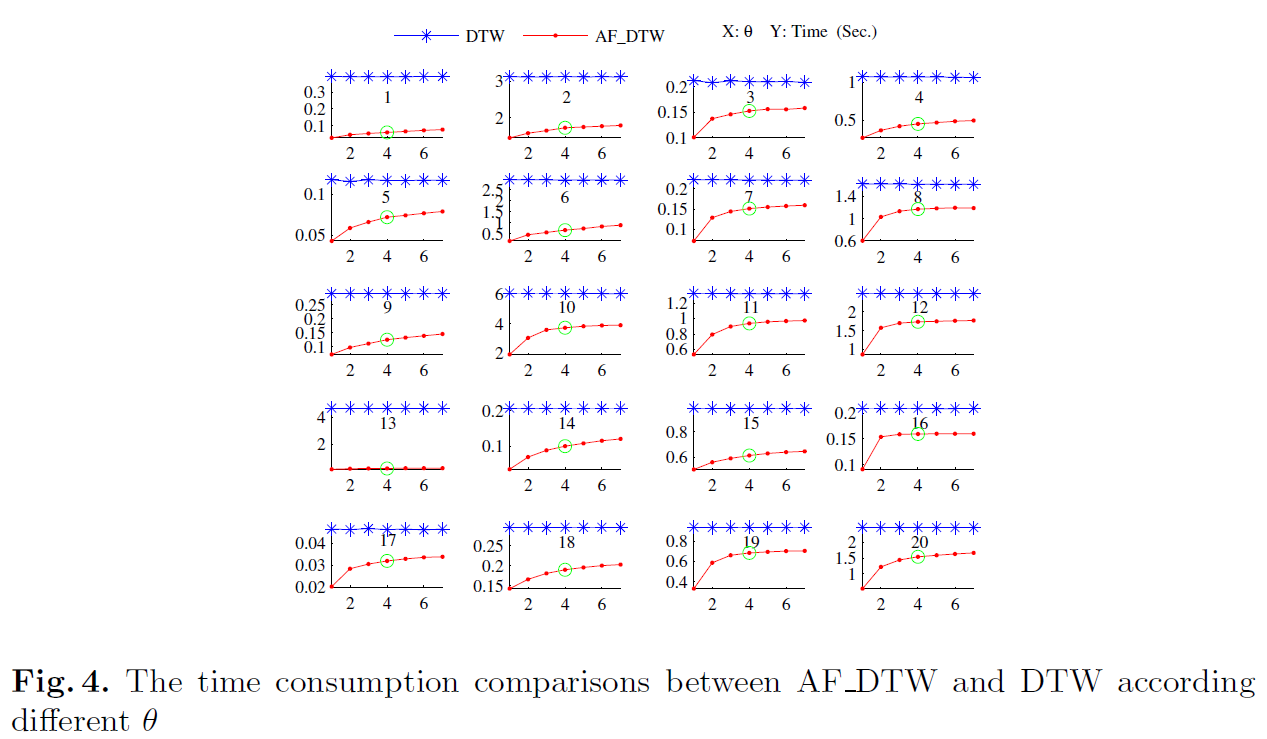 DTW AF_DTW X: θ Y: Time (Sec.)
0.3 0.2 0.1 1 2 4 6
3 2 2 2 4 6
0.2 0.15 0.1 3 2 4 6
1 0.5 4 2 4 6
0.1 0.05 5 2 4 6
2.5 2 1.5 1 0.5 6 2 4 6
0.2 0.15 0.1 7 2 4 6
1.4 1 0.6 8 2 4 6
0.25 0.2 0.15 0.1 9 2 4 6
6 4 2 10 2 4 6
1.2 1 0.8 0.6 11 2 4 6
2 1.5 1 12 2 4 6
4 2 13 2 4 6
0.2 0.1 14 2 4 6
0.8 0.6 15 2 4 6
0.2 0.15 0.1 16 2 4 6
0.04 0.03 0.02 17 2 4 6
0.25 0.2 0.15 18 2 4 6
0.8 0.6 0.4 19 2 4 6
2 1.5 1 20 2 4 6
Fig. 4. The time consumption comparisons between AF_DTW and DTW according
different θ